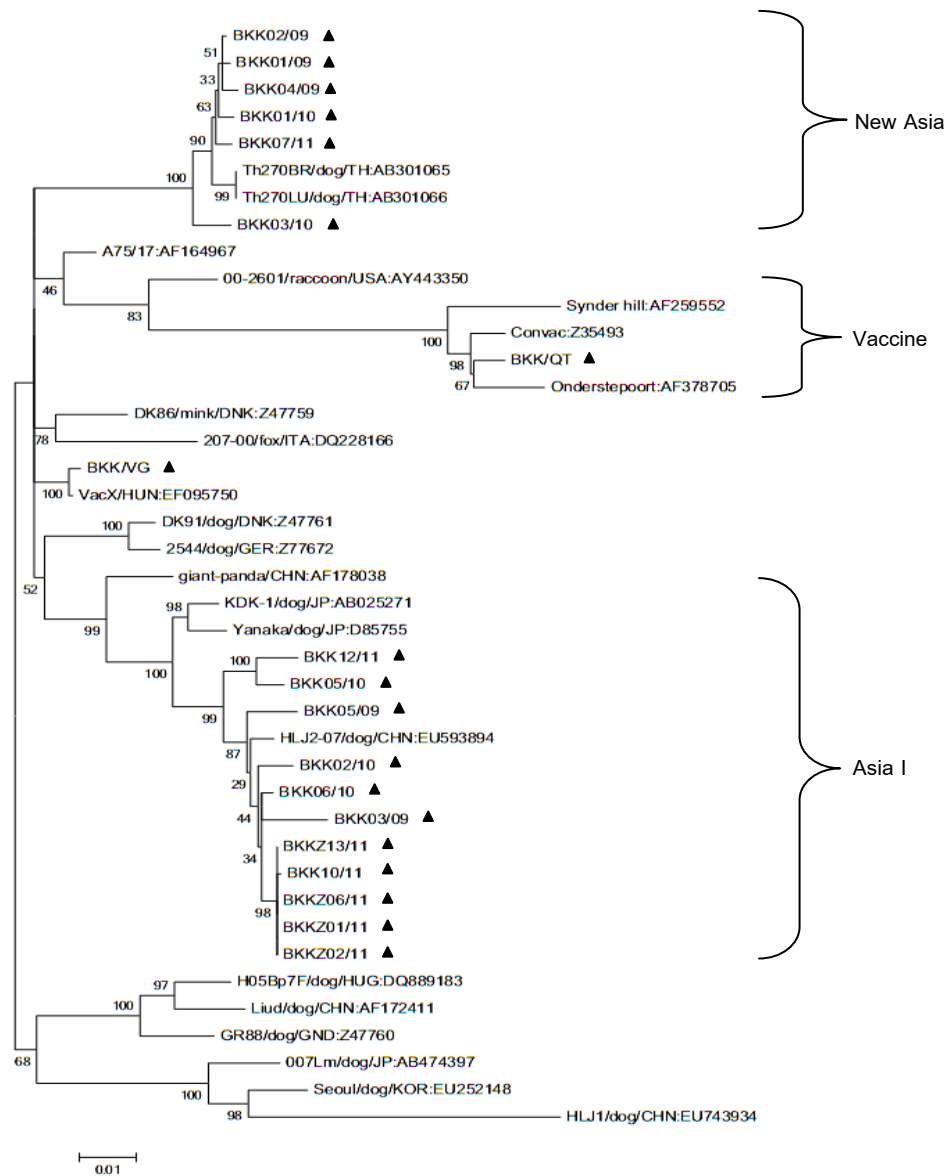 BKK02/09
51
BKK01/09
33
BKK04/09
63
BKK01/10
New Asia
90
BKK07/11
Th270BR/dog/TH:AB301065
100
99
Th270LU/dog/TH:AB301066
BKK03/10
A75/17:AF164967
46
00-2601/raccoon/USA:AY443350
83
Synder hill:AF259552
100
Convac:Z35493
Vaccine
98
BKK/QT
67
Onderstepoort:AF378705
DK86/mink/DNK:Z47759
78
207-00/fox/ITA:DQ228166
BKK/VG
100
VacX/HUN:EF095750
100
DK91/dog/DNK:Z47761
2544/dog/GER:Z77672
52
giant-panda/CHN:AF178038
99
98
KDK-1/dog/JP:AB025271
Yanaka/dog/JP:D85755
100
100
BKK12/11
BKK05/10
99
BKK05/09
87
HLJ2-07/dog/CHN:EU593894
Asia I
29
BKK02/10
BKK06/10
44
BKK03/09
34
BKKZ13/11
BKK10/11
98
BKKZ06/11
BKKZ01/11
BKKZ02/11
97
H05Bp7F/dog/HUG:DQ889183
100
Liud/dog/CHN:AF172411
GR88/dog/GND:Z47760
68
007Lm/dog/JP:AB474397
100
Seoul/dog/KOR:EU252148
98
HLJ1/dog/CHN:EU743934
0.01